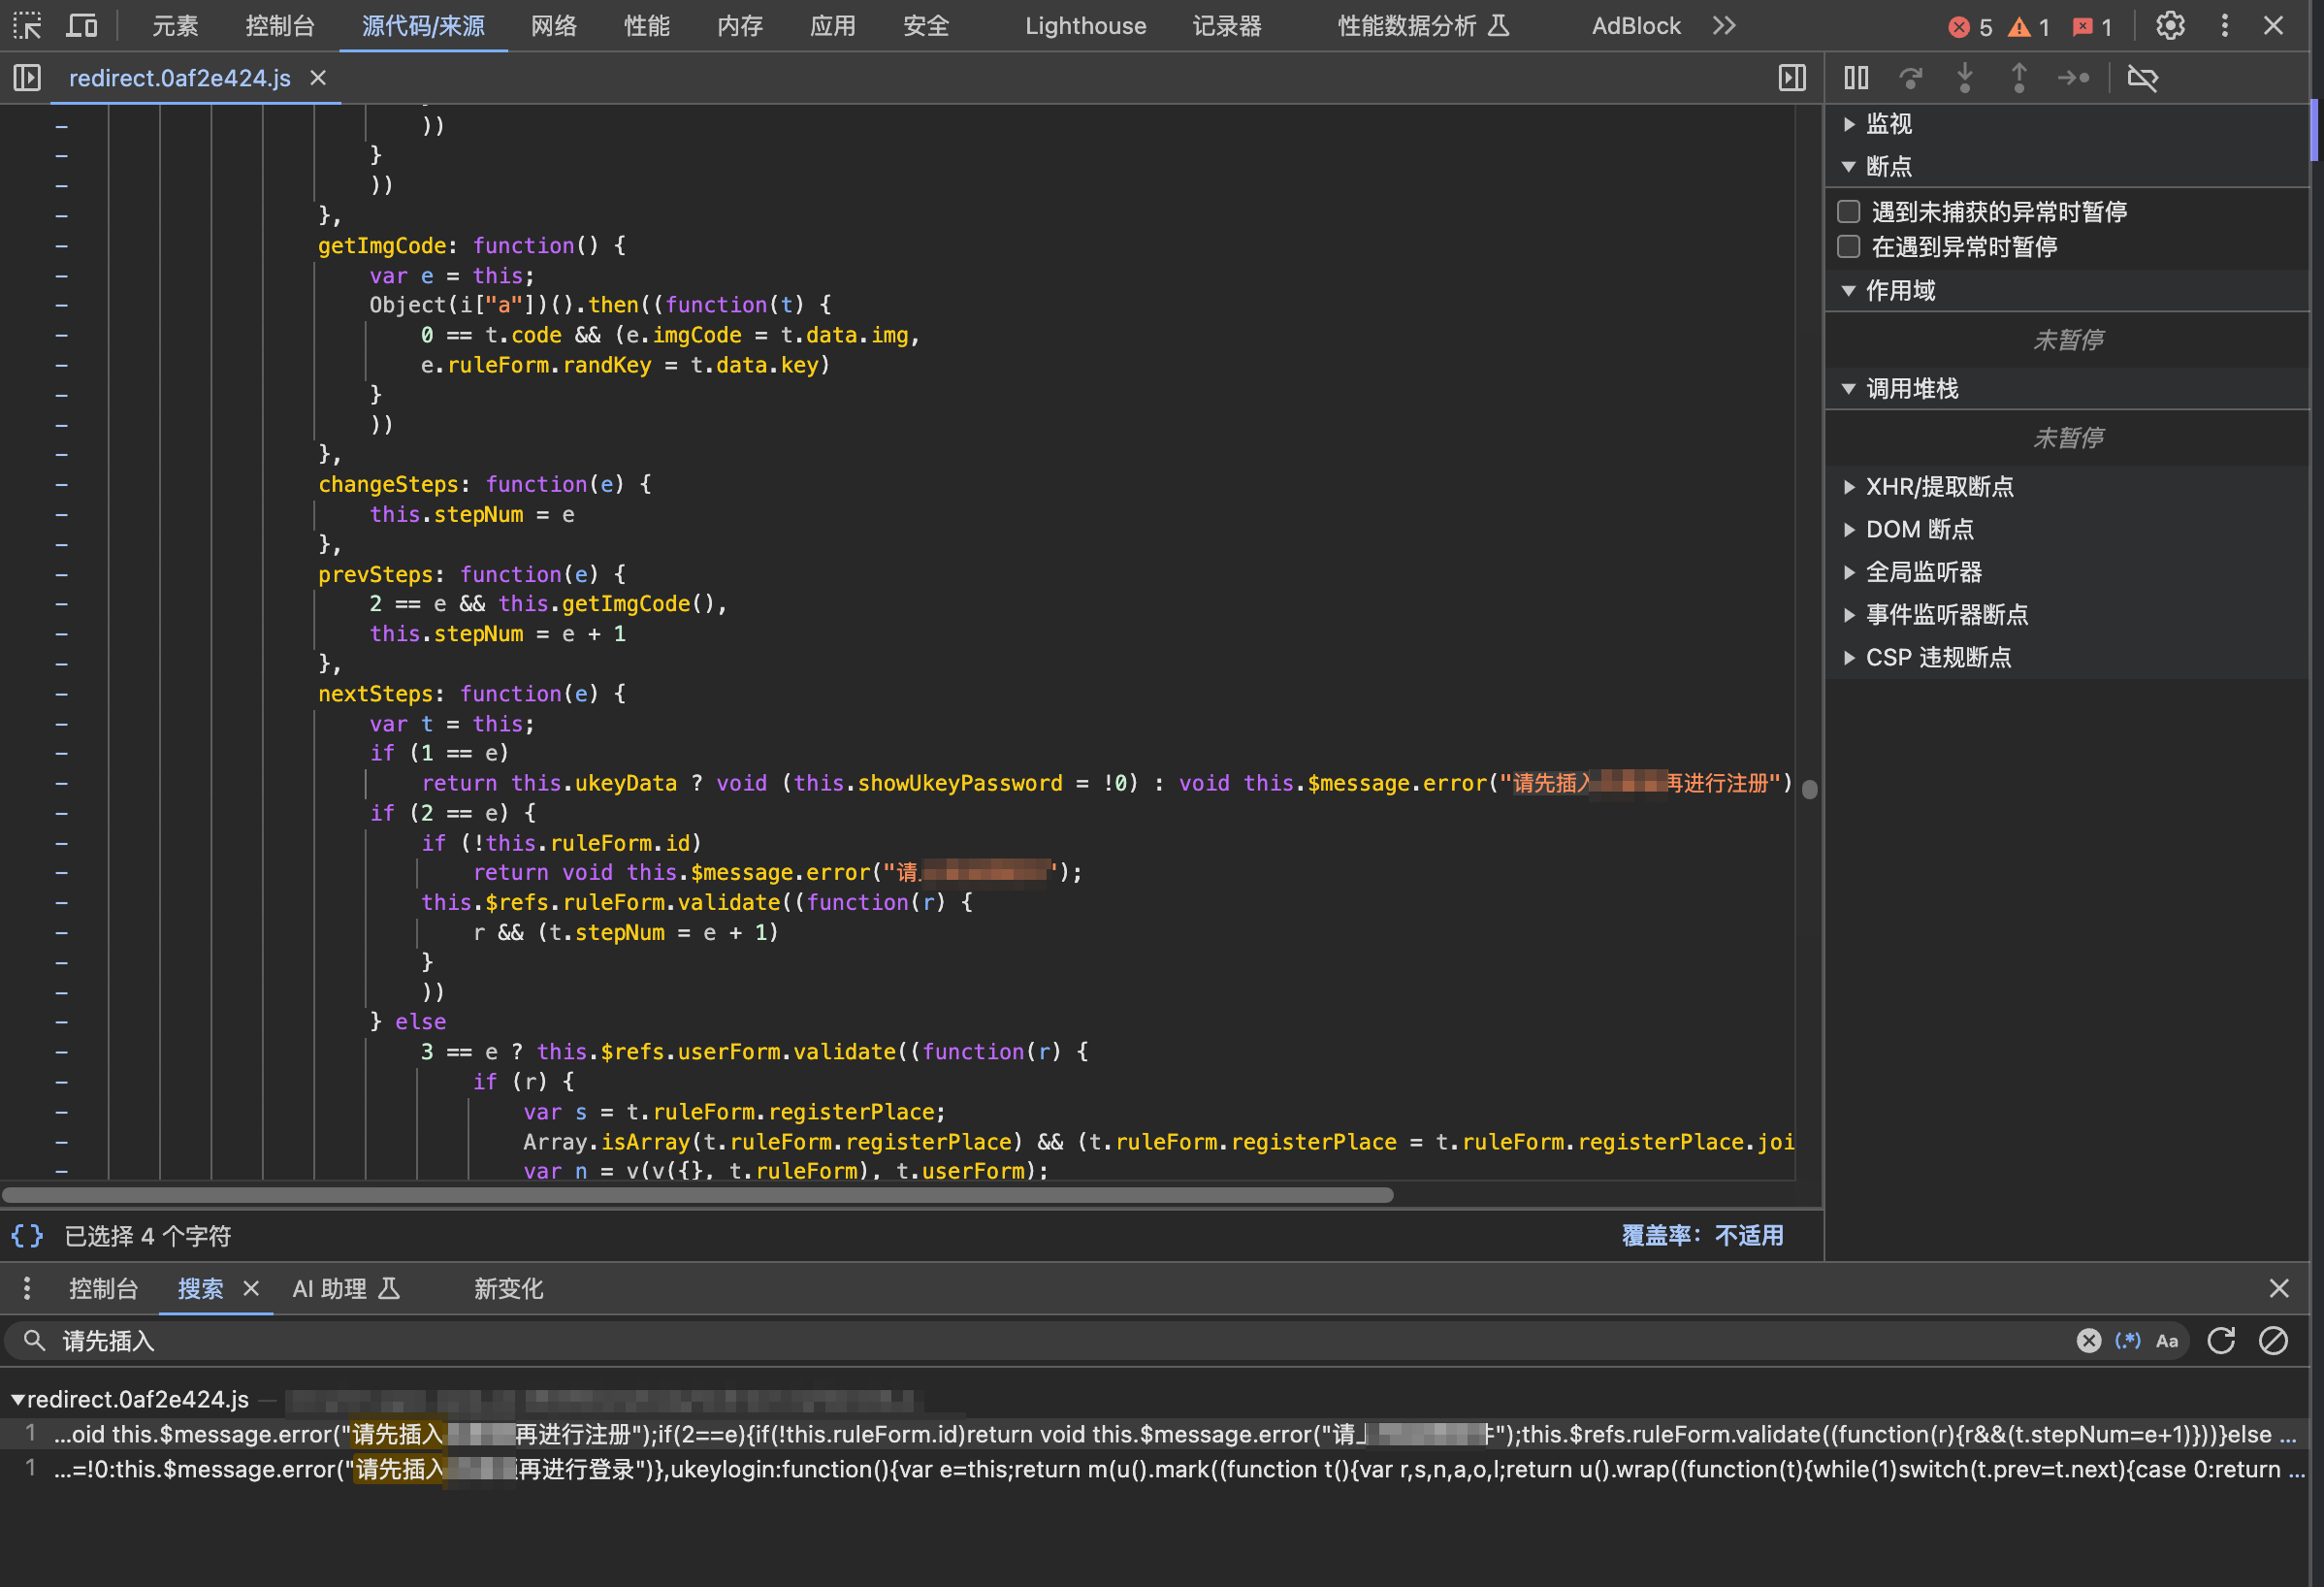 元素 控制台 源代码/来源 网络 性能 内存 应用 安全 Lighthouse 记录器 性能数据分析 AdBlock 5 1 1
redirect.0af2e424.js
))
}
))
},
getImgCode: function() {
var e = this;
Object(i["a"])().then((function(t) {
0 == t.code && (e.imgCode = t.data.img,
e.ruleForm.randKey = t.data.key)
}
))
},
changeSteps: function(e) {
this.stepNum = e
},
prevSteps: function(e) {
2 == e && this.getImgCode(),
this.stepNum = e + 1
},
nextSteps: function(e) {
var t = this;
if (1 == e)
return this.ukeyData ? void (this.showUkeyPassword = !0) : void this.$message.error("请先插入再进行注册")
if (2 == e) {
if (!this.ruleForm.id)
return void this.$message.error("请");
this.$refs.ruleForm.validate((function(r) {
r && (t.stepNum = e + 1)
}
))
} else
3 == e ? this.$refs.userForm.validate((function(r) {
if (r) {
var s = t.ruleForm.registerPlace;
Array.isArray(t.ruleForm.registerPlace) && (t.ruleForm.registerPlace = t.ruleForm.registerPlace.joi
var n = v(v({}, t.ruleForm), t.userForm);
监视
断点
遇到未捕获的异常时暂停
在遇到异常时暂停
作用域
未暂停
调用堆栈
未暂停
XHR/提取断点
DOM 断点
全局监听器
事件监听器断点
CSP 违规断点
{} 已选择 4 个字符 覆盖率：不适用
控制台 搜索 AI 助理 新变化
请先插入 (.*) Aa
redirect.0af2e424.js —
1 …oid this.$message.error("请先插入再进行注册");if(2==e){if(!this.ruleForm.id)return void this.$message.error("请");this.$refs.ruleForm.validate((function(r){r&&(t.stepNum=e+1)}))}else …
1 …=!0:this.$message.error("请先插入再进行登录")},ukeylogin:function(){var e=this;return m(u().mark((function t(){var r,s,n,a,o,l;return u().wrap((function(t){while(1)switch(t.prev=t.next){case 0:return …